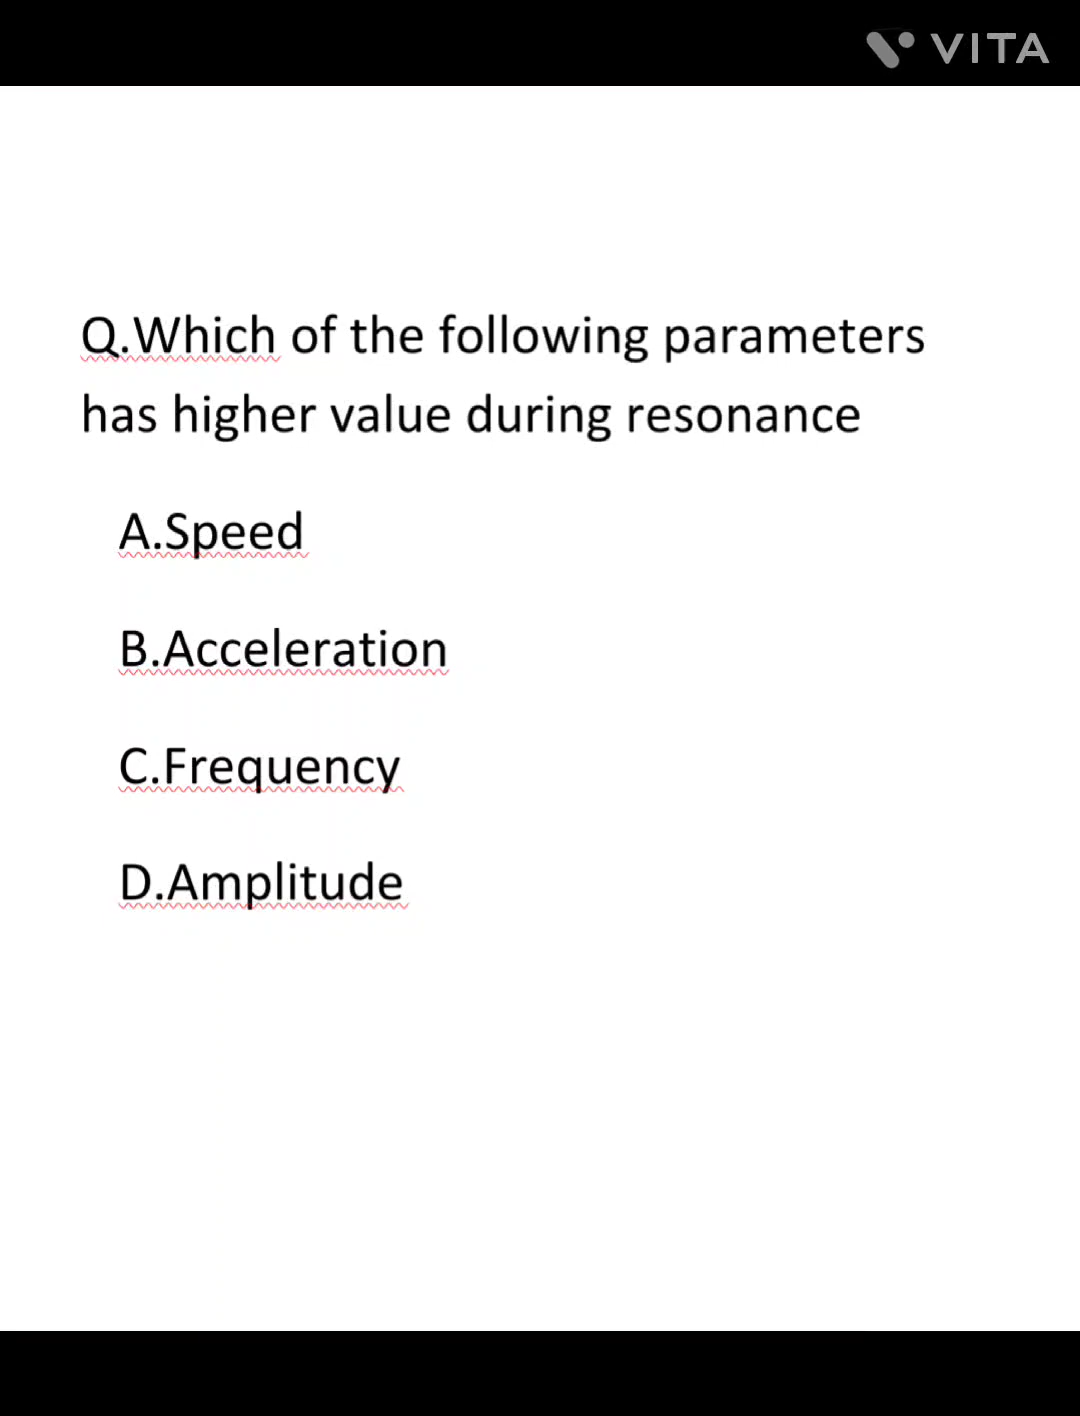 VITA
Q.Which of the following parameters
has higher value during resonance
A.Speed
B.Acceleration
C.Frequency
D.Amplitude